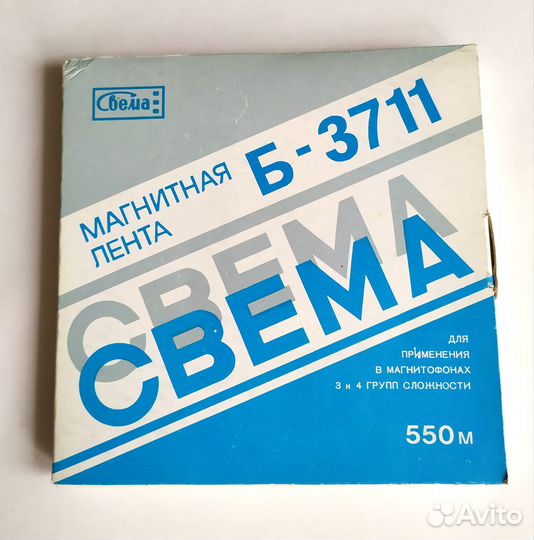 Свема
МАГНИТНАЯ
ЛЕНТА
Б-3711
СВЕМА
СВЕМА
ДЛЯ
ПРИМЕНЕНИЯ
В МАГНИТОФОНАХ
3 и 4 ГРУПП СЛОЖНОСТИ
550 м
Avito